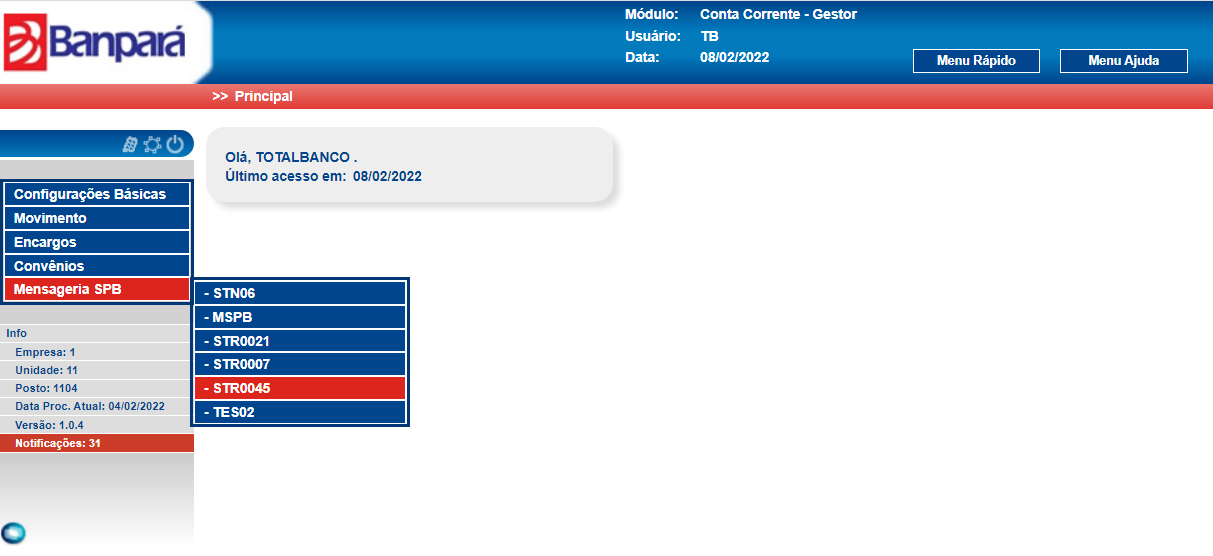 Banpará
Módulo: Conta Corrente - Gestor
Usuário: TB
Data: 08/02/2022
Menu Rápido
Menu Ajuda
>> Principal
Olá, TOTALBANCO .
Último acesso em: 08/02/2022
Configurações Básicas
Movimento
Encargos
Convênios
Mensageria SPB
- STN06
- MSPB
- STR0021
- STR0007
- STR0045
- TES02
Info
Empresa: 1
Unidade: 11
Posto: 1104
Data Proc. Atual: 04/02/2022
Versão: 1.0.4
Notificações: 31